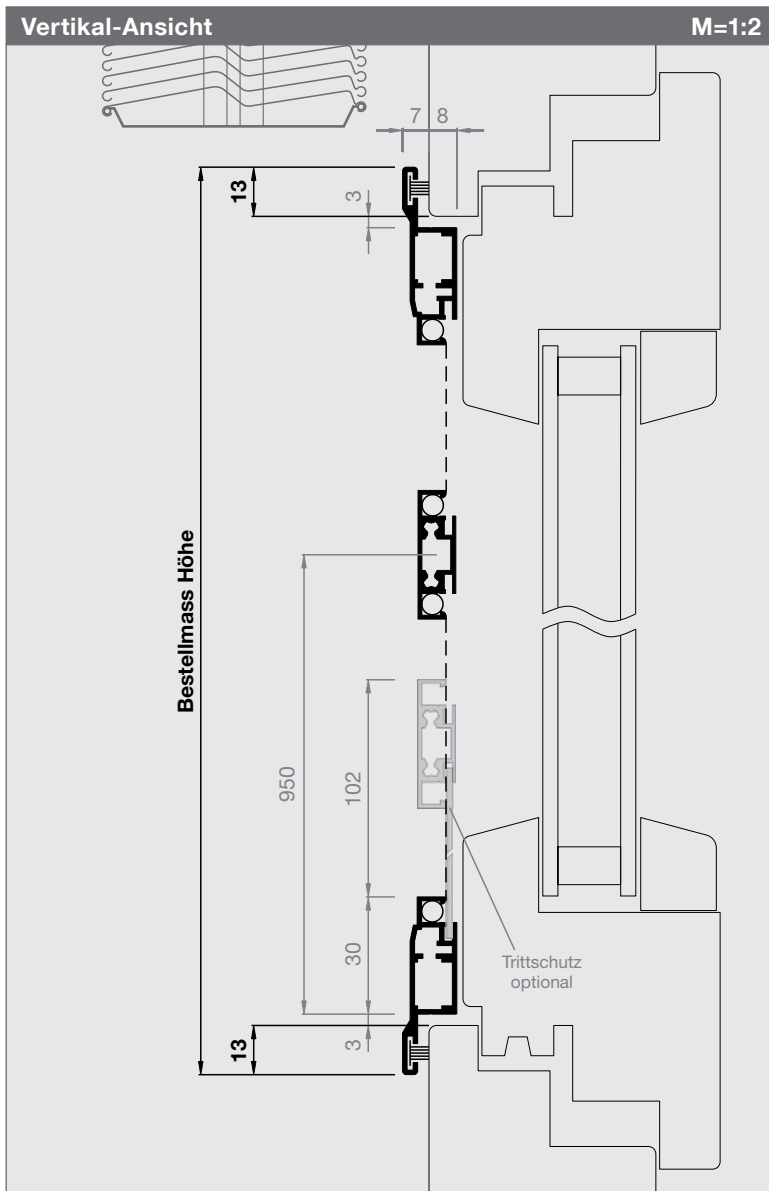 Vertikal-Ansicht M=1:2
7 8
13
3
Bestellmass Höhe
950
102
30
Trittschutz
optional
13
3